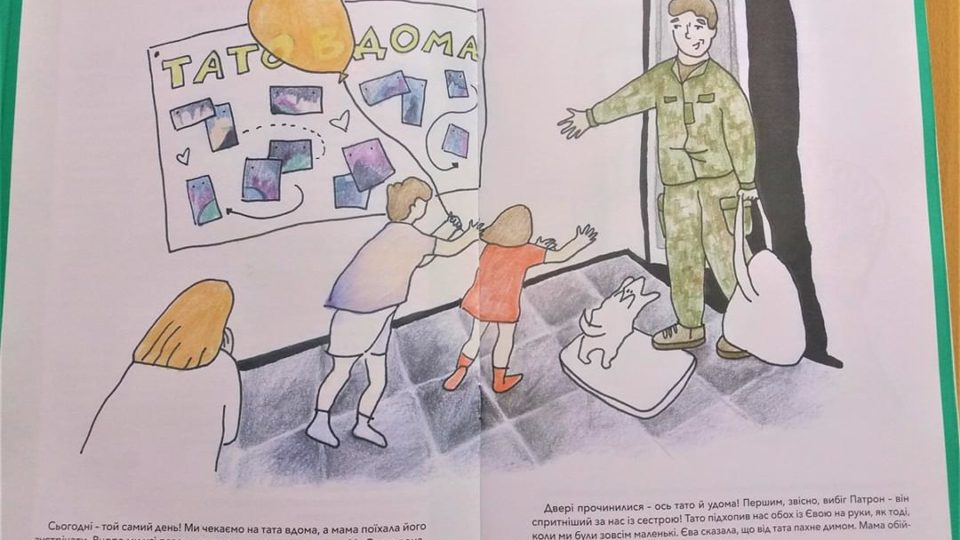 ТАТО ВДОМА
Сьогодні - той самий день! Ми чекаємо на тата вдома, а мама поїхала його
зустрічати.
Двері прочинилися - ось тато й удома! Першим, звісно, вибіг Патрон - він
спритніший за нас із сестрою! Тато підхопив нас обох із Євою на руки, як тоді,
коли ми були зовсім маленькі. Єва сказала, що від тата пахне димом. Мама обій-